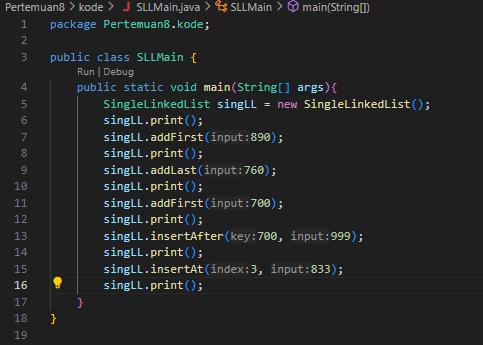 Pertemuan8 > kode > J SLLMain.java > SLLMain > main(String[])
1 package Pertemuan8.kode;
2
3 public class SLLMain {
Run | Debug
4 public static void main(String[] args){
5 SingleLinkedList singLL = new SingleLinkedList();
6 singLL.print();
7 singLL.addFirst(input:890);
8 singLL.print();
9 singLL.addLast(input:760);
10 singLL.print();
11 singLL.addFirst(input:700);
12 singLL.print();
13 singLL.insertAfter(key:700, input:999);
14 singLL.print();
15 singLL.insertAt(index:3, input:833);
16 singLL.print();
17 }
18 }
19